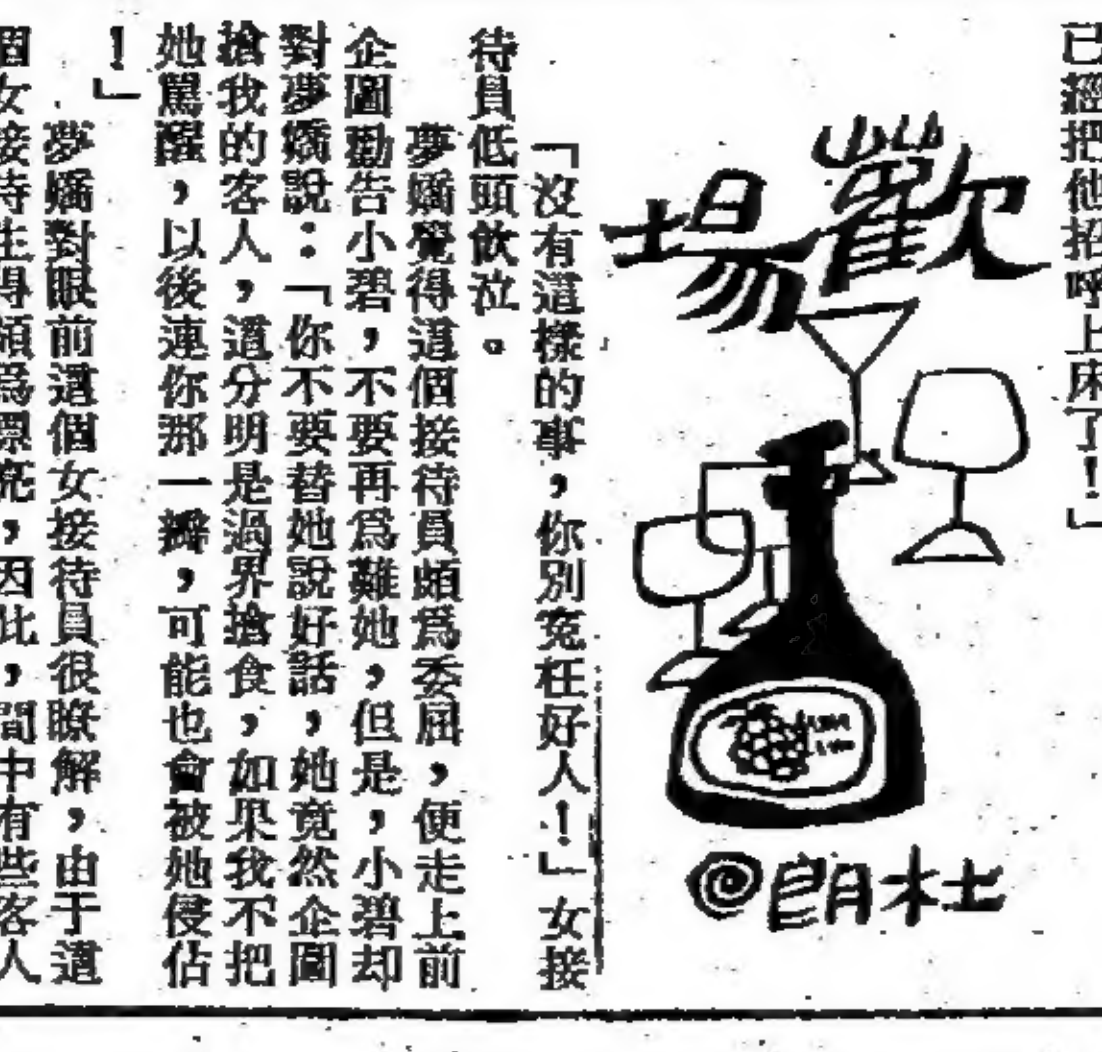 已經把他招呼上床了！」
歡場
杜朗
「沒有這樣的事，你別寃枉好人！」女接
待員低頭飲泣。
夢嬌覺得這個接待員頗爲委屈，便走上前
企圖勸告小碧，不要再爲難她，但是，小碧却
對夢嬌說：「你不要替她說好話，她竟然企圖
搶我的客人，這分明是過界搶食，如果我不把
她罵醒，以後連你那一瓣，可能也會被她侵佔
！」
夢嬌對眼前這個女接待員很瞭解，由于這
個女接待生得頗爲漂亮，因此，間中有些客人